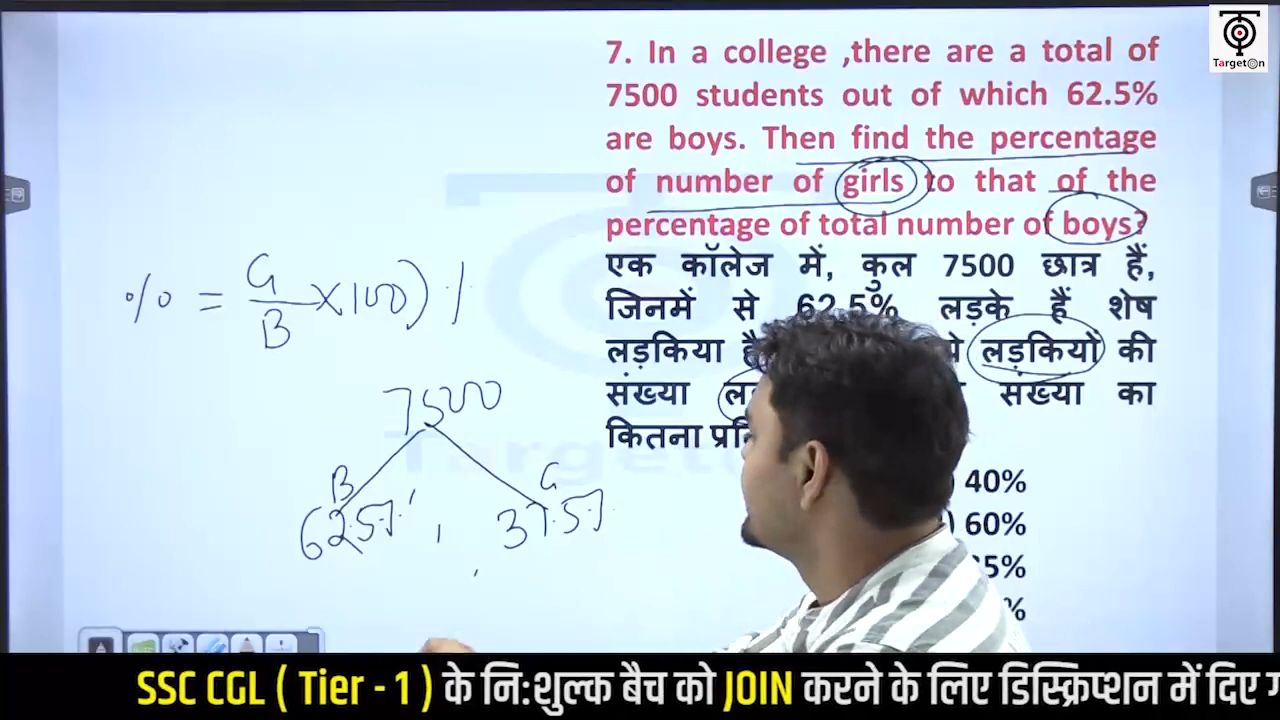 Target On
7. In a college ,there are a total of
7500 students out of which 62.5%
are boys. Then find the percentage
of number of girls to that of the
percentage of total number of boys?
एक कॉलेज में, कुल 7500 छात्र हैं,
जिनमें से 62.5% लड़के हैं शेष
लड़किया लड़कियों की
संख्या संख्या का
कितना
40%
60%
% = G/B ×100) %
7500
B G
62.5% , 37.5%
SSC CGL ( Tier - 1 ) के नि:शुल्क बैच को JOIN करने के लिए डिस्क्रिप्शन में दिए